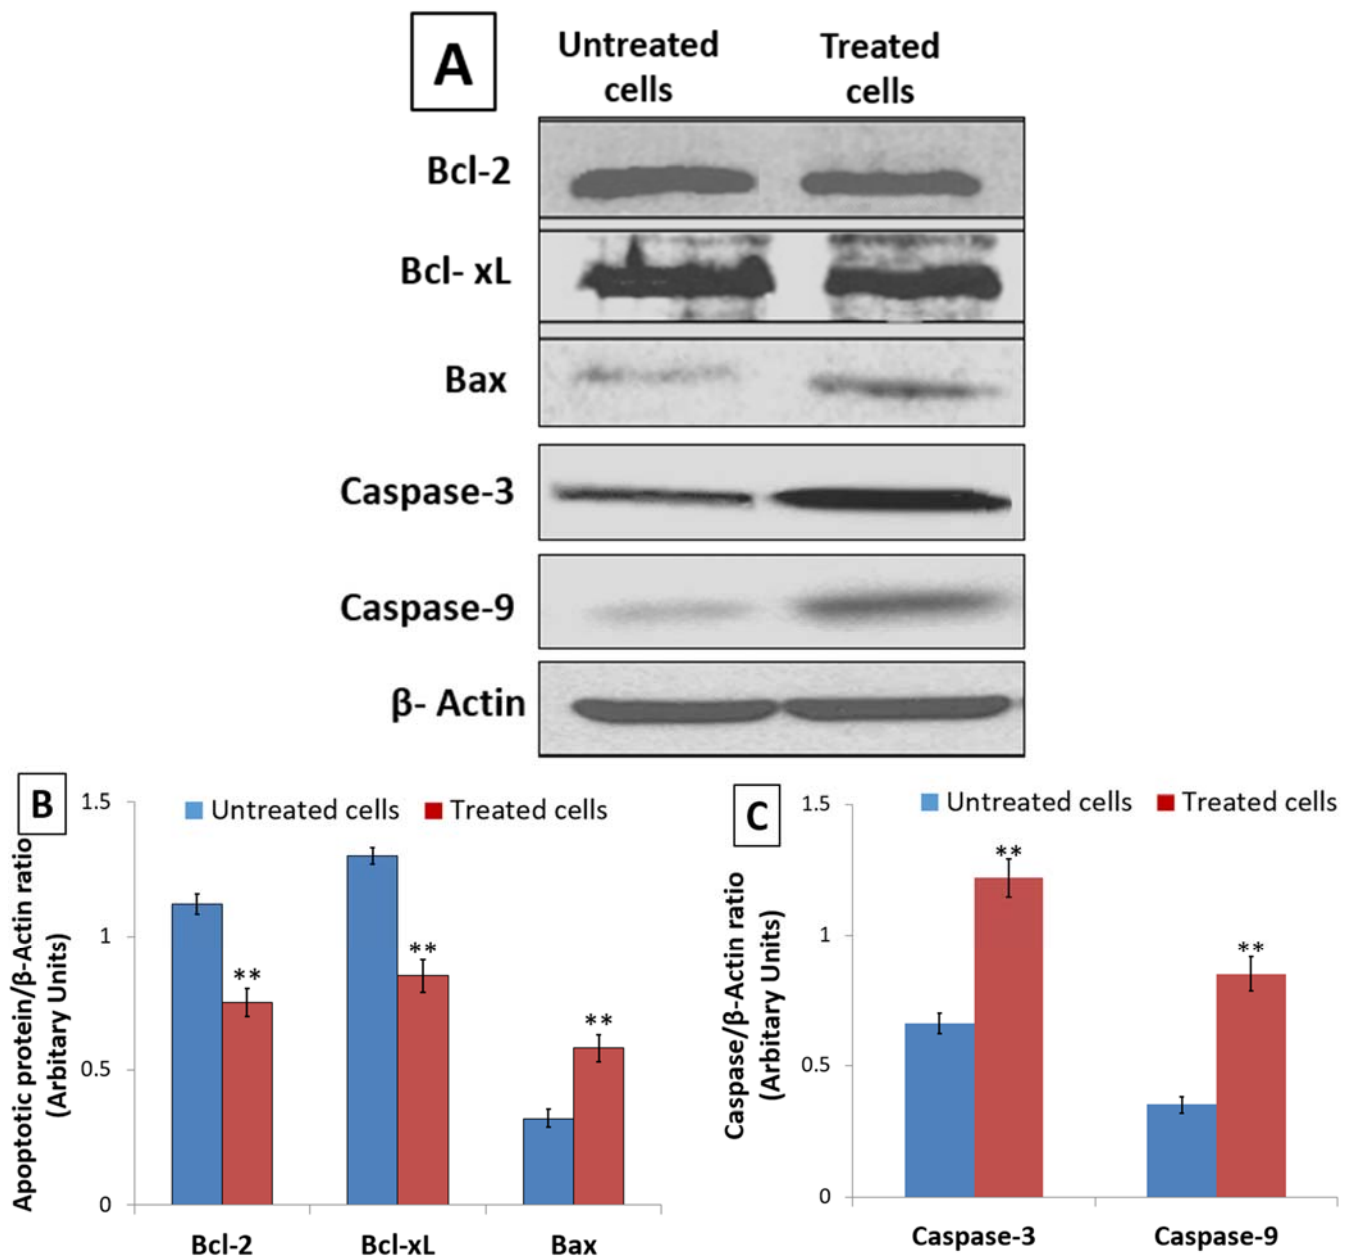 A
Untreated cells
Treated cells
Bcl-2
Bcl- xL
Bax
Caspase-3
Caspase-9
β- Actin
B
Untreated cells
Treated cells
Apoptotic protein/β-Actin ratio
(Arbitary Units)
1.5
1
0.5
0
**
**
**
Bcl-2
Bcl-xL
Bax
C
Untreated cells
Treated cells
Caspase/β-Actin ratio
(Arbitary Units)
1.5
1
0.5
0
**
**
Caspase-3
Caspase-9